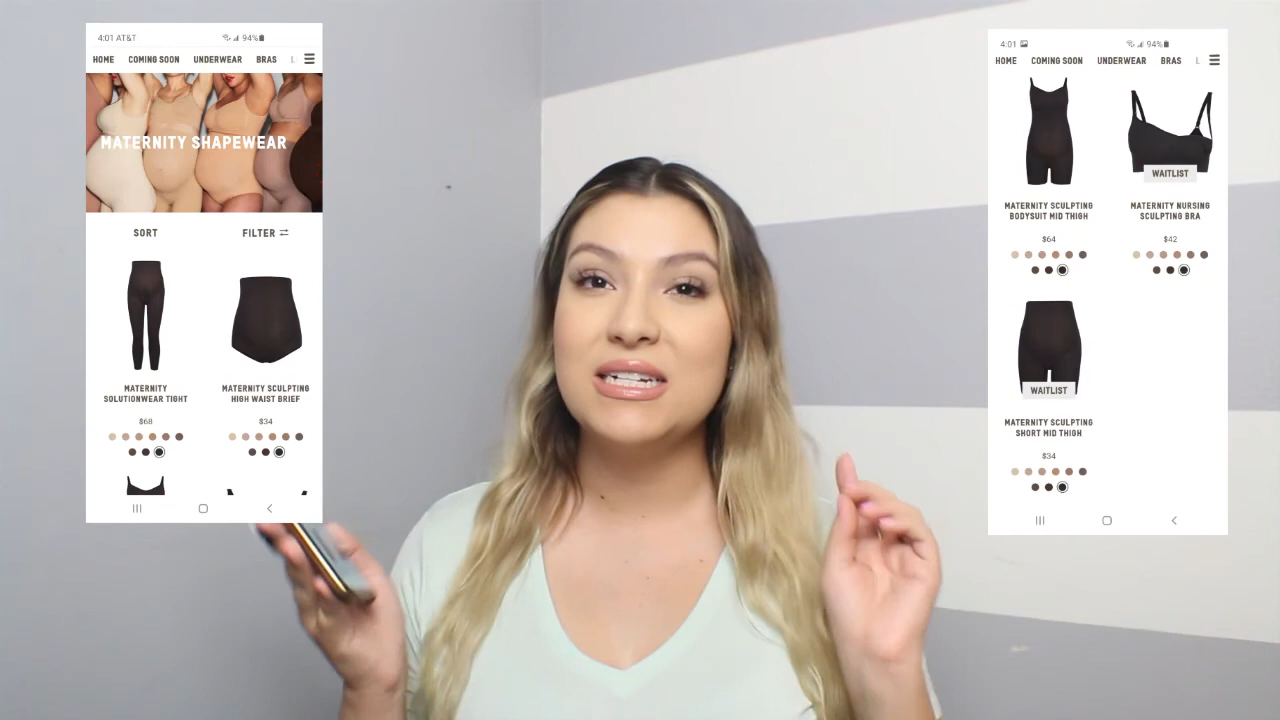 4:01 AT&T 94%
HOME COMING SOON UNDERWEAR BRAS L
MATERNITY SHAPEWEAR
SORT FILTER
MATERNITY
SOLUTIONWEAR TIGHT
$68
MATERNITY SCULPTING
HIGH WAIST BRIEF
$34
4:01 94%
HOME COMING SOON UNDERWEAR BRAS L
MATERNITY SCULPTING
BODYSUIT MID THIGH
$64
WAITLIST
MATERNITY NURSING
SCULPTING BRA
$42
WAITLIST
MATERNITY SCULPTING
SHORT MID THIGH
$34